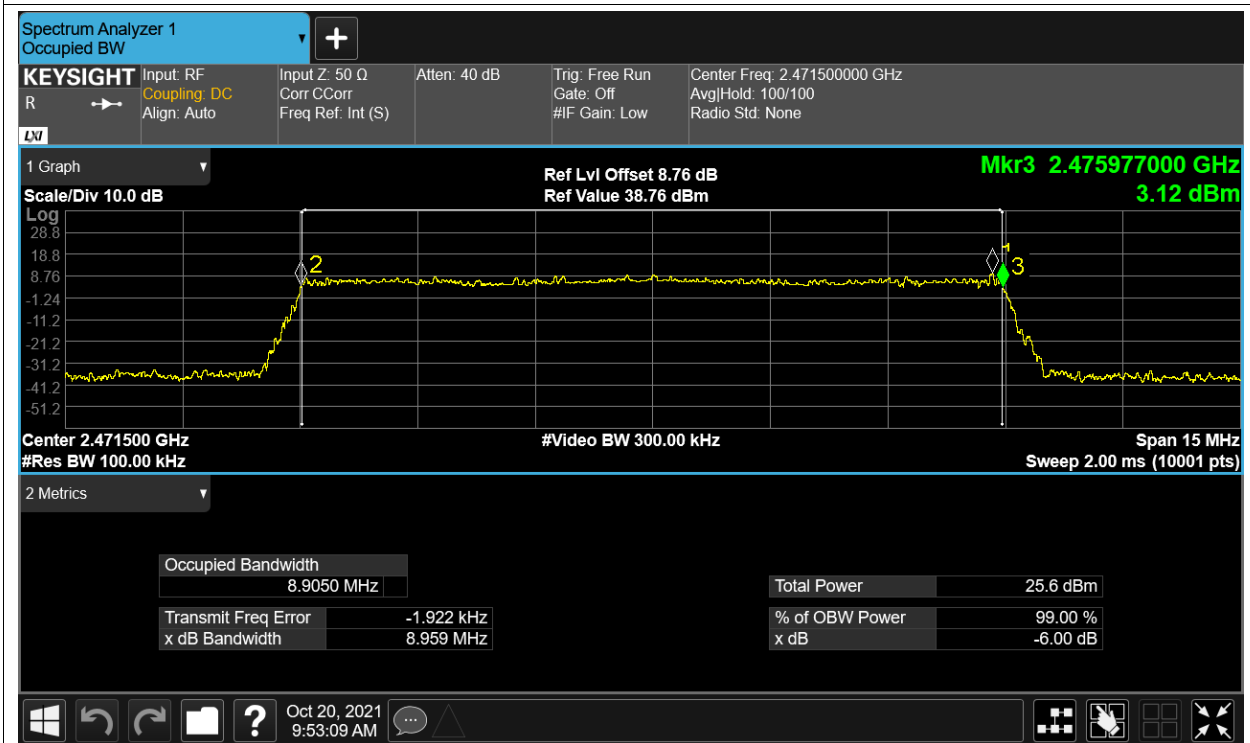 Spectrum Analyzer 1
Occupied BW
KEYSIGHT
R
LXI
Input: RF
Coupling: DC
Align: Auto
Input Z: 50 Ω
Corr CCorr
Freq Ref: Int (S)
Atten: 40 dB
Trig: Free Run
Gate: Off
#IF Gain: Low
Center Freq: 2.471500000 GHz
Avg|Hold: 100/100
Radio Std: None
1 Graph
Scale/Div 10.0 dB
Ref Lvl Offset 8.76 dB
Ref Value 38.76 dBm
Mkr3 2.475977000 GHz
3.12 dBm
Log
28.8
18.8
8.76
-1.24
-11.2
-21.2
-31.2
-41.2
-51.2
2
1
3
Center 2.471500 GHz
#Res BW 100.00 kHz
#Video BW 300.00 kHz
Span 15 MHz
Sweep 2.00 ms (10001 pts)
2 Metrics
Occupied Bandwidth
8.9050 MHz
Transmit Freq Error -1.922 kHz
x dB Bandwidth 8.959 MHz
Total Power 25.6 dBm
% of OBW Power 99.00 %
x dB -6.00 dB
?
Oct 20, 2021
9:53:09 AM